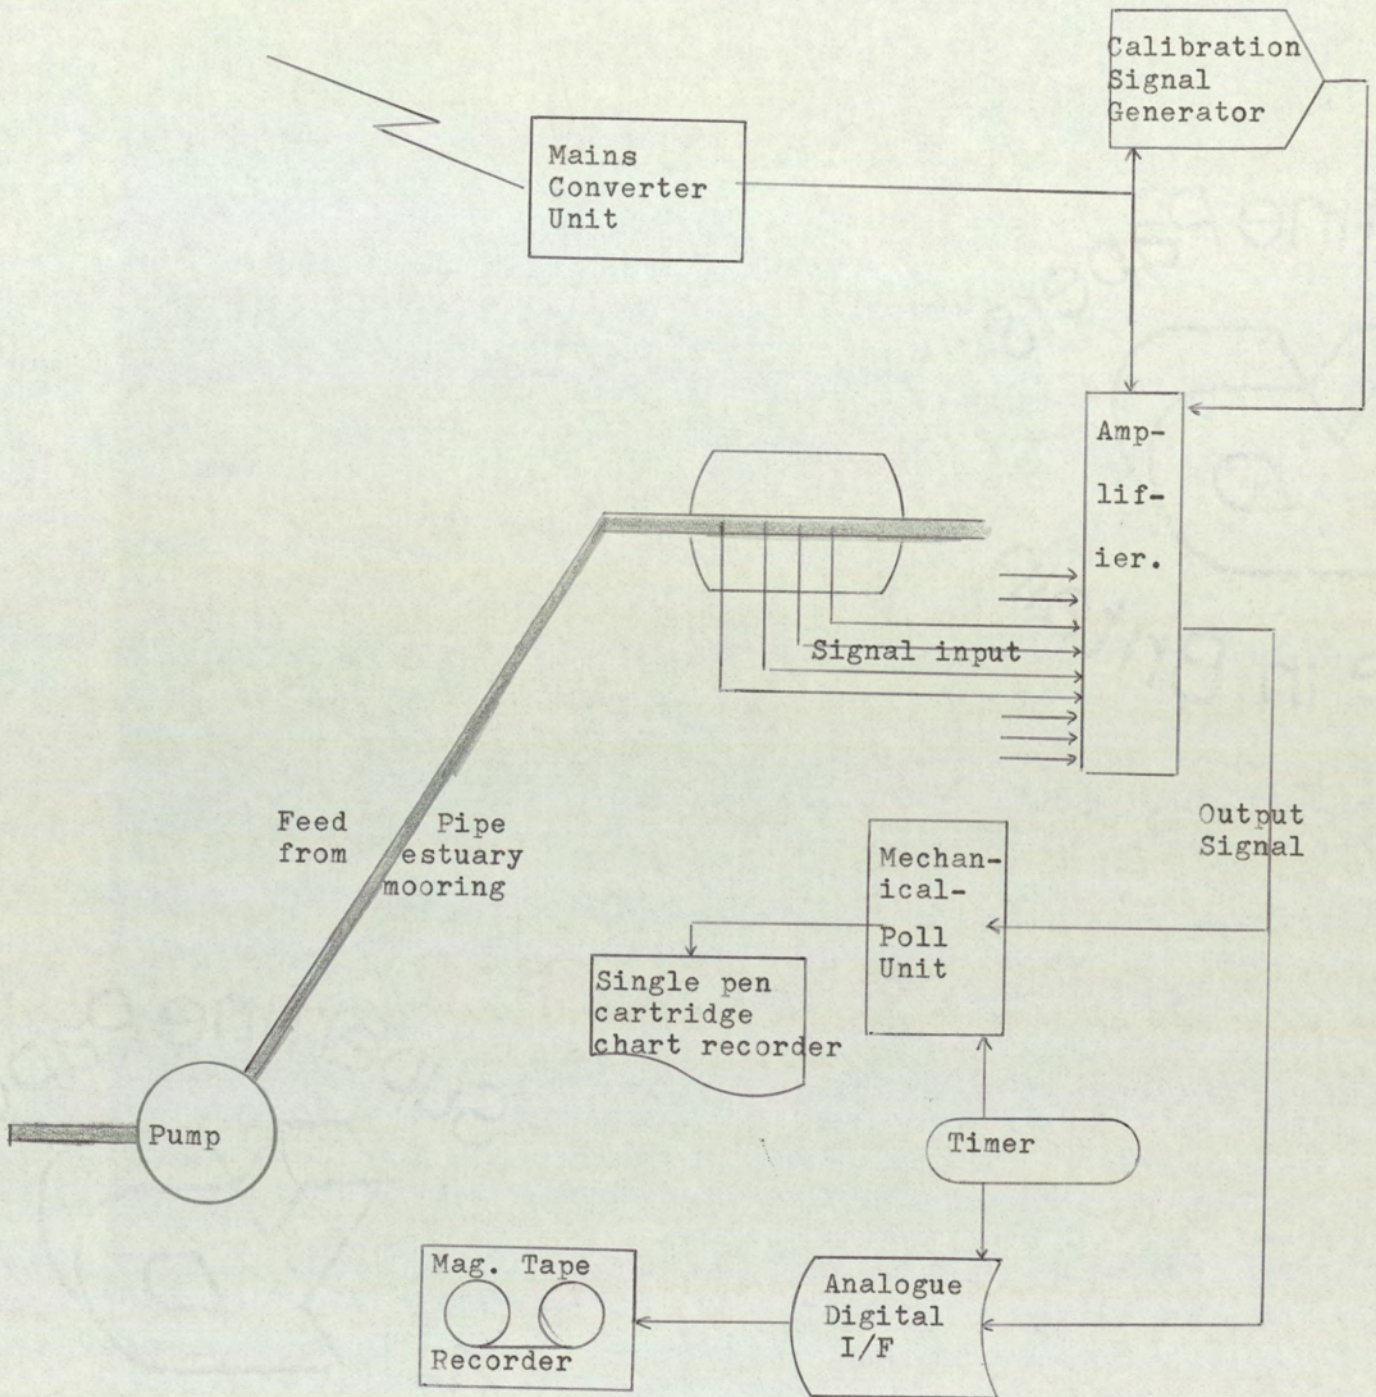 Calibration
Signal
Generator
Mains
Converter
Unit
Amp-
lif-
ier.
Signal input
Feed Pipe
from estuary
mooring
Output
Signal
Mechan-
ical-
Poll
Unit
Single pen
cartridge
chart recorder
Pump
Timer
Mag. Tape
Recorder
Analogue
Digital
I/F